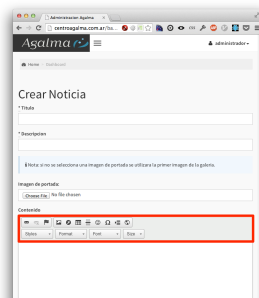 Administracion Agalma
centroagalma.com.ar/ba...
Agalma
administrador
Home / Dashboard
Crear Noticia
* Titulo
* Descripcion
Nota: si no se selecciona una imagen de portada se utilizara la primer imagen de la galeria.
Imagen de portada:
Choose File No file chosen
Contenido
Styles Format Font Size